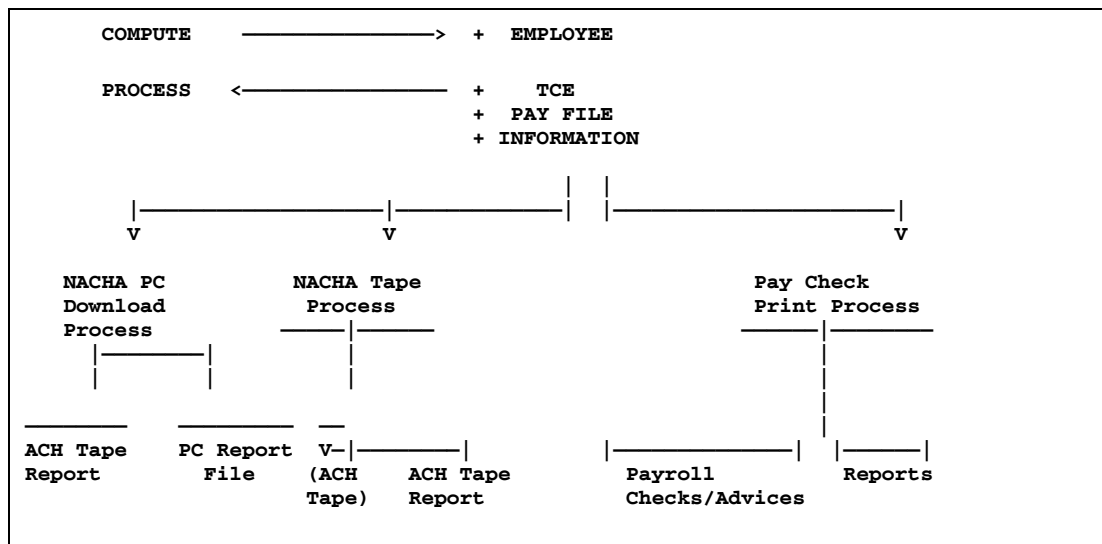 COMPUTE + EMPLOYEE
PROCESS + TCE
+ PAY FILE
+ INFORMATION
V V V
NACHA PC NACHA Tape Pay Check
Download Process Print Process
Process
ACH Tape PC Report V (ACH Tape) ACH Tape Payroll Reports
Report File Report Checks/Advices